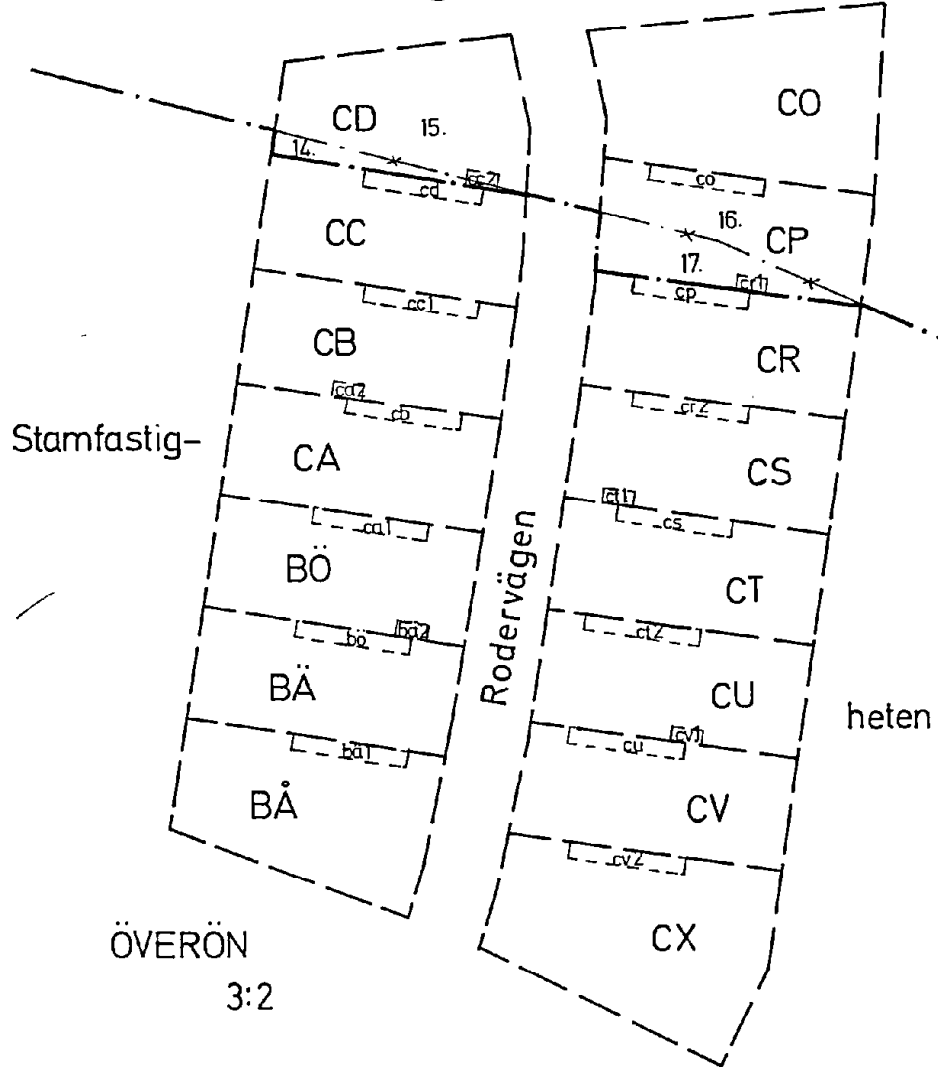 CD
15.
14.
cc2
cd
CC
cc1
CB
ca2
cb
CA
ca1
BÖ
bä2
bö
BÄ
bä1
BÅ
Stamfastig-
Rodervägen
CO
co
16.
CP
17.
cr1
cp
CR
cr2
CS
ct1
cs
CT
ct2
CU
cv1
cu
CV
cv2
CX
heten
ÖVERÖN
3:2